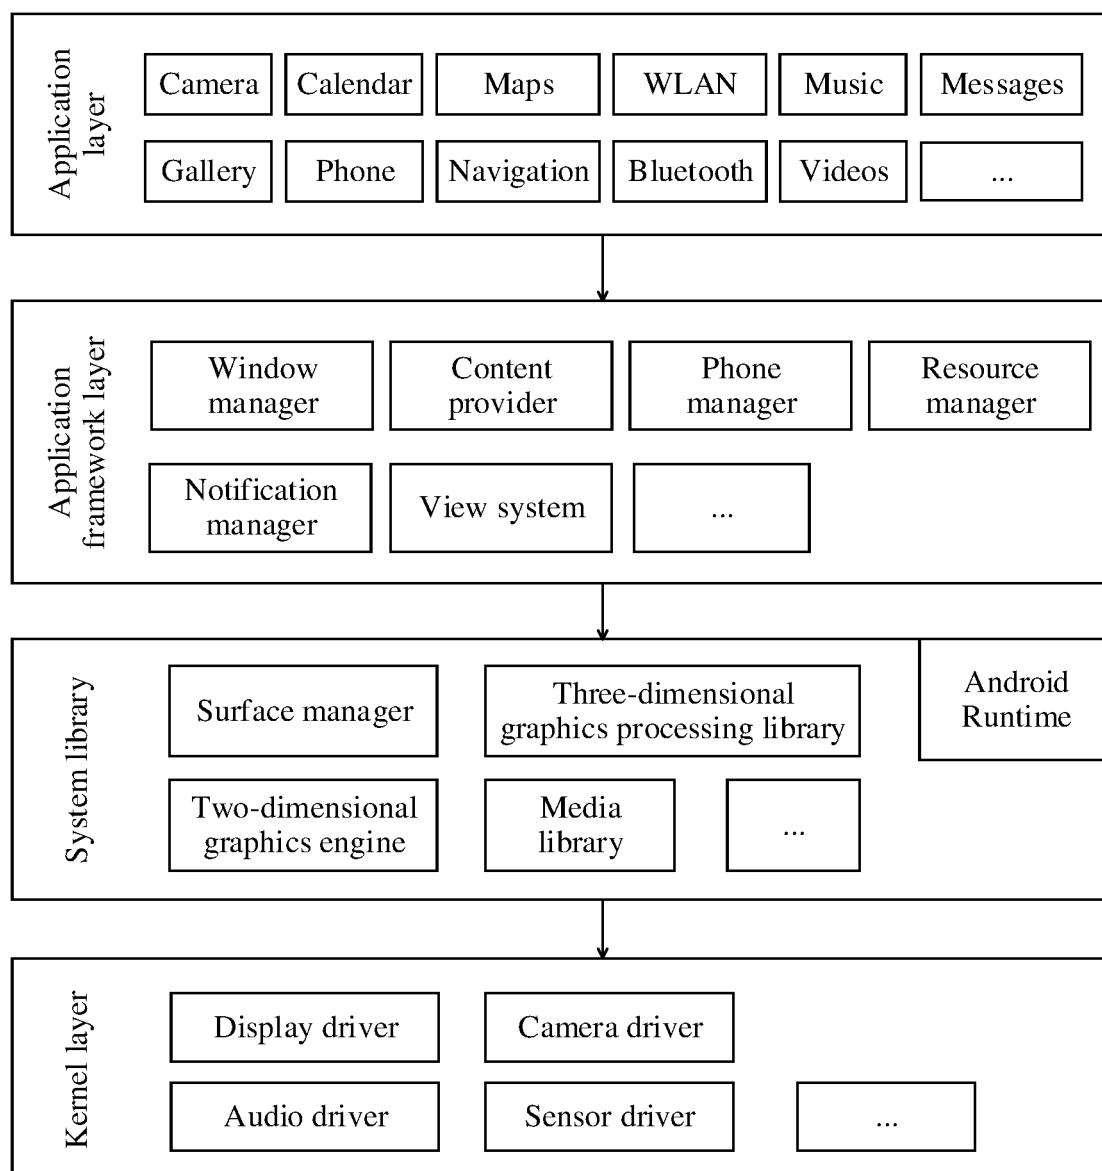 Application
layer
Camera
Calendar
Maps
WLAN
Music
Messages
Gallery
Phone
Navigation
Bluetooth
Videos
...
Application
framework layer
Window
manager
Content
provider
Phone
manager
Resource
manager
Notification
manager
View system
...
System library
Surface manager
Three-dimensional
graphics processing library
Android
Runtime
Two-dimensional
graphics engine
Media
library
...
Kernel layer
Display driver
Camera driver
Audio driver
Sensor driver
...